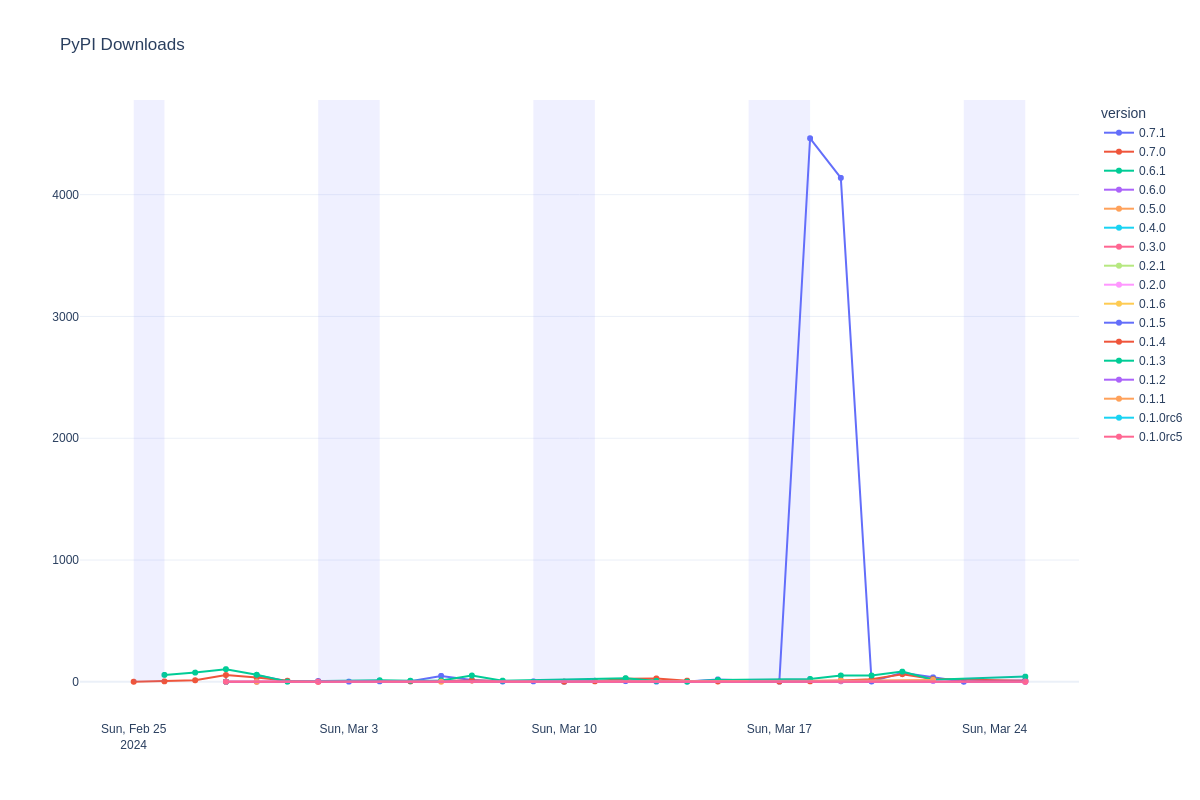 PyPI Downloads
version
0.7.1
0.7.0
0.6.1
0.6.0
0.5.0
0.4.0
0.3.0
0.2.1
0.2.0
0.1.6
0.1.5
0.1.4
0.1.3
0.1.2
0.1.1
0.1.0rc6
0.1.0rc5
4000
3000
2000
1000
0
Sun, Feb 25
2024
Sun, Mar 3
Sun, Mar 10
Sun, Mar 17
Sun, Mar 24